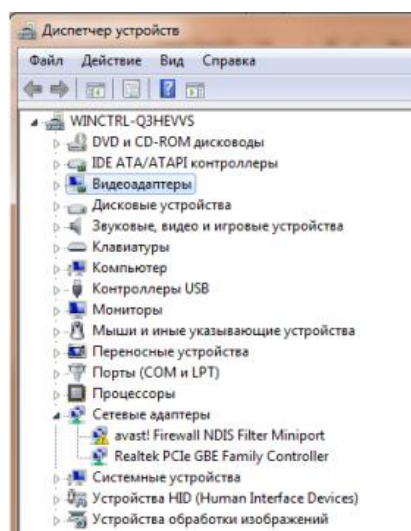 Диспетчер устройств
Файл Действие Вид Справка
WINCTRL-Q3HEVVS
DVD и CD-ROM дисководы
IDE ATA/ATAPI контроллеры
Видеоадаптеры
Дисковые устройства
Звуковые, видео и игровые устройства
Клавиатуры
Компьютер
Контроллеры USB
Мониторы
Мыши и иные указывающие устройства
Переносные устройства
Порты (COM и LPT)
Процессоры
Сетевые адаптеры
avast! Firewall NDIS Filter Miniport
Realtek PCIe GBE Family Controller
Системные устройства
Устройства HID (Human Interface Devices)
Устройства обработки изображений